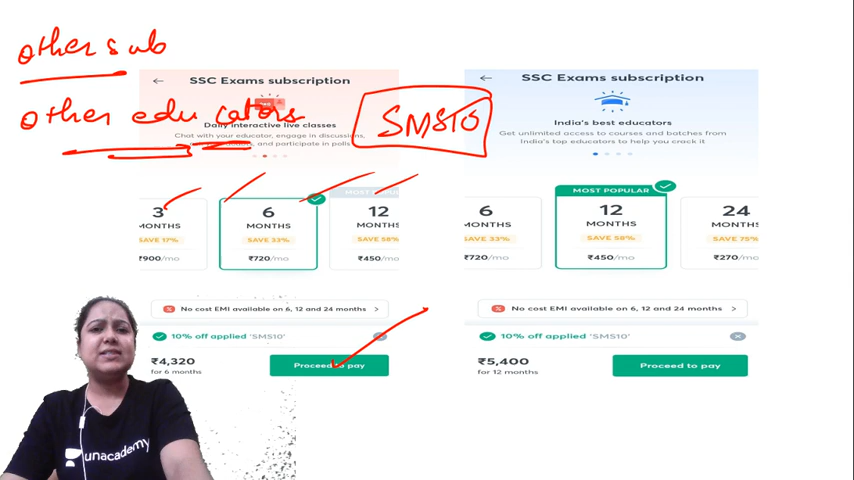 other sub
other educators
SMS10
SSC Exams subscription
Daily interactive live classes
Chat with your educator, engage in discussions,
and participate in polls
3
MONTHS
SAVE 17%
₹900/mo
6
MONTHS
SAVE 33%
₹720/mo
12
MONTHS
SAVE 58%
₹450/mo
No cost EMI available on 6, 12 and 24 months
10% off applied 'SMS10'
₹4,320
for 6 months
Proceed to pay
SSC Exams subscription
India's best educators
Get unlimited access to courses and batches from
India's top educators to help you crack it
6
MONTHS
SAVE 33%
₹720/mo
MOST POPULAR
12
MONTHS
SAVE 58%
₹450/mo
24
MONTHS
SAVE 75%
₹270/mo
No cost EMI available on 6, 12 and 24 months
10% off applied 'SMS10'
₹5,400
for 12 months
Proceed to pay
unacademy